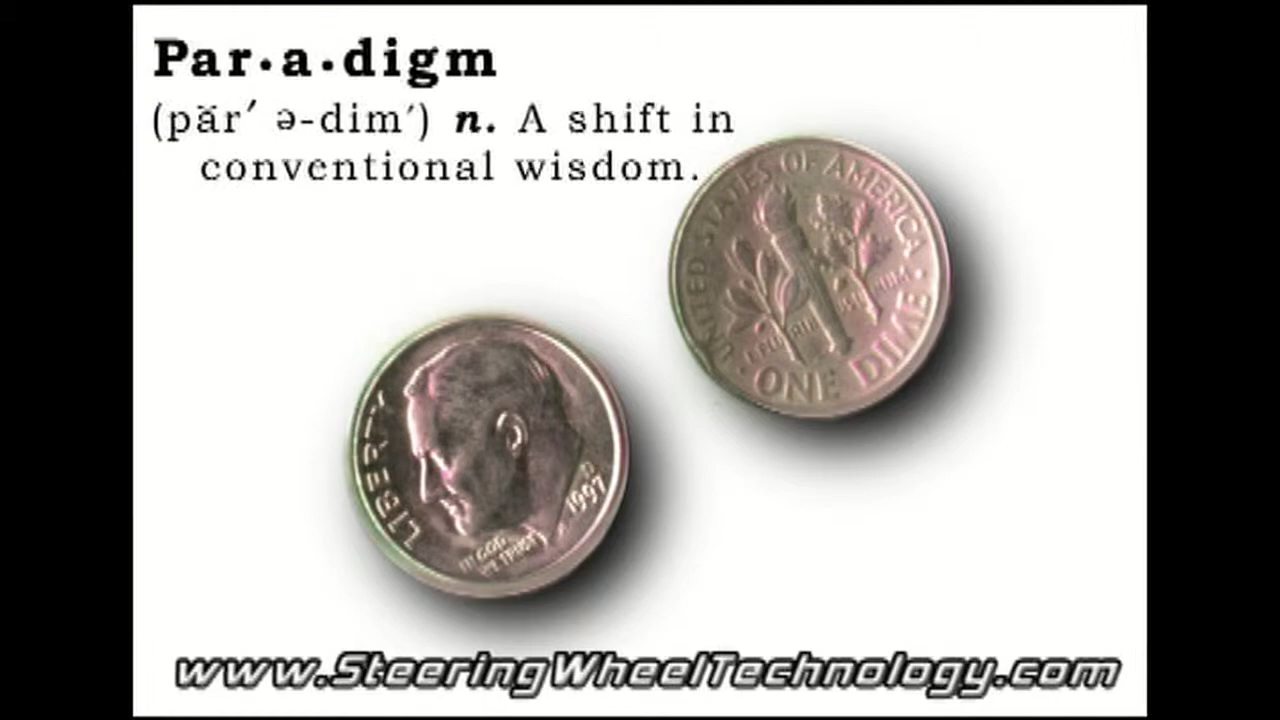 Par·a·digm
(pär′ ə-dim′) n. A shift in
conventional wisdom.
UNITED STATES OF AMERICA
E PLURIBUS UNUM
ONE DIME
LIBERTY
1997
D
IN GOD
WE TRUST
www.SteeringWheelTechnology.com